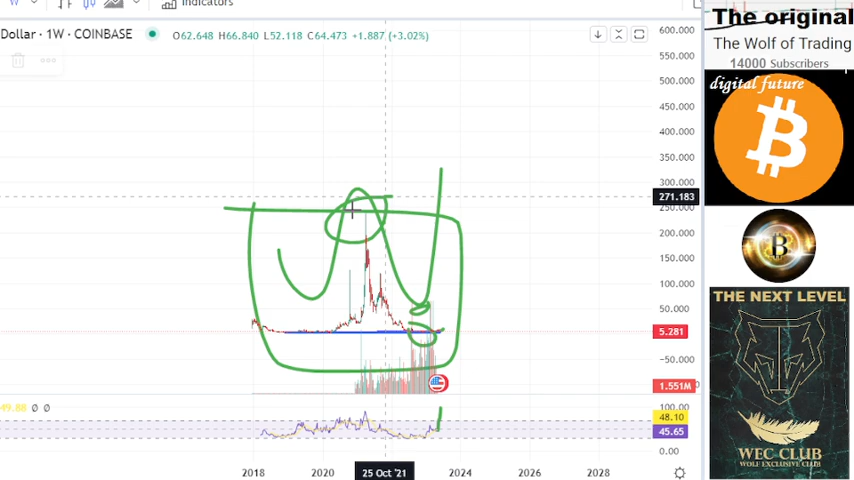 W
Indicators
Dollar · 1W · COINBASE
O62.648 H66.840 L52.118 C64.473 +1.887 (+3.02%)
600.000
550.000
500.000
450.000
400.000
350.000
300.000
271.183
250.000
200.000
150.000
100.000
50.000
5.281
−50.000
1.551M
49.88 Ø Ø
100.00
48.10
45.65
0.00
2018
2020
25 Oct '21
2024
2026
2028
The original
The Wolf of Trading
14000 Subscribers
digital future
THE NEXT LEVEL
WEC CLUB
WOLF EXCLUSIVE CLUB